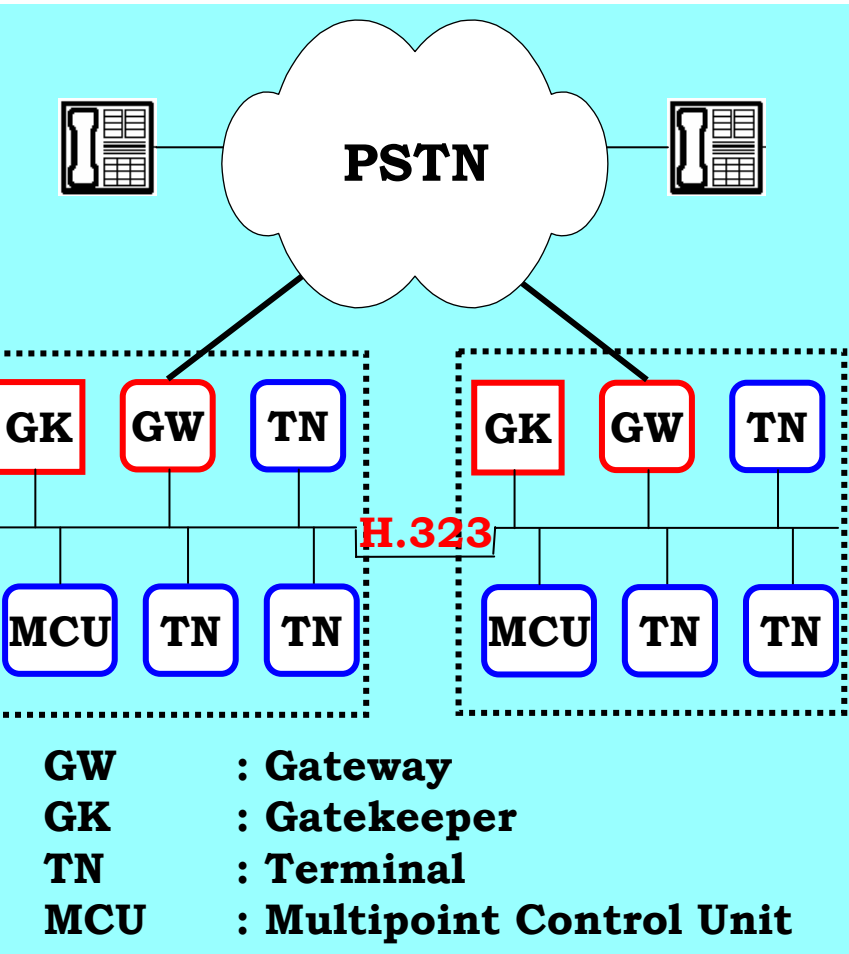 PSTN
GK GW TN GK GW TN
H.323
MCU TN TN MCU TN TN
GW : Gateway
GK : Gatekeeper
TN : Terminal
MCU : Multipoint Control Unit